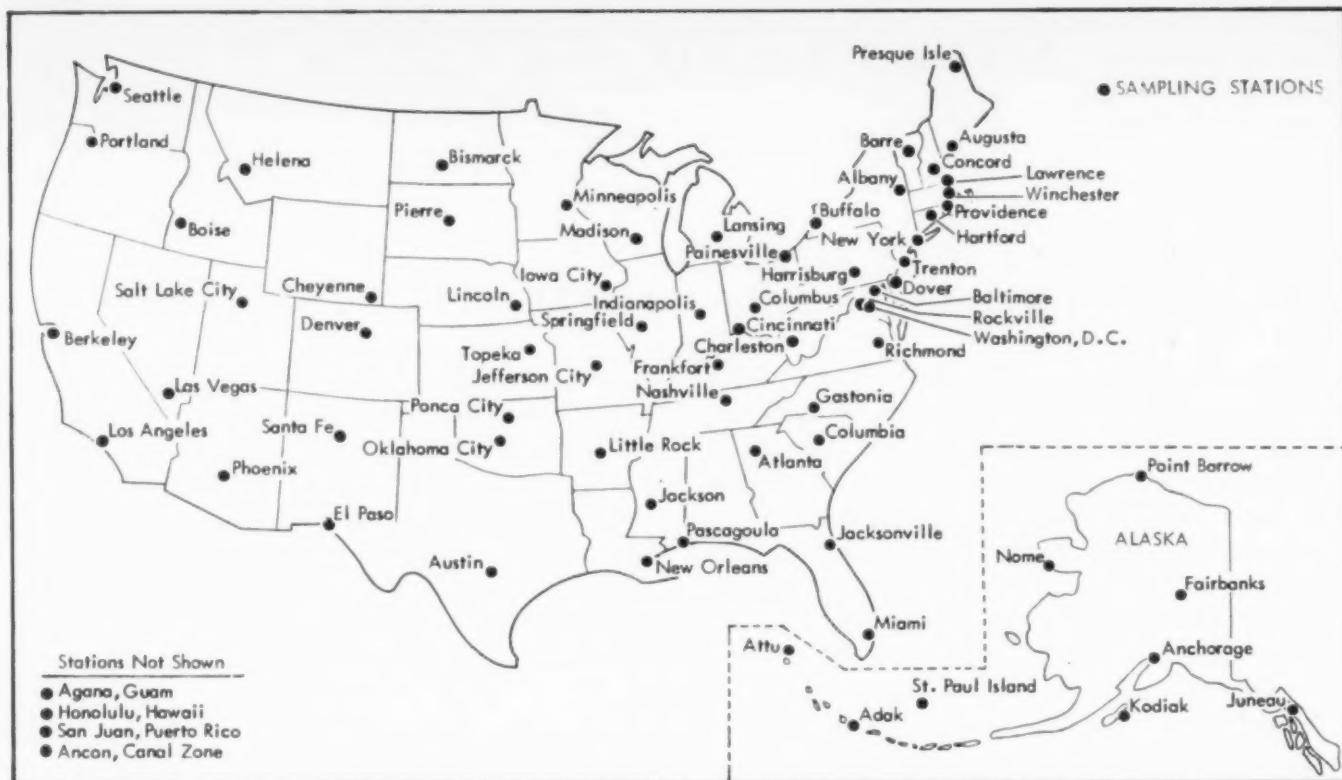 Presque Isle
SAMPLING STATIONS
Seattle
Portland
Helena
Bismarck
Barre
Augusta
Concord
Lawrence
Albany
Winchester
Minneapolis
Pierre
Buffalo
Providence
Boise
Madison
Lansing
New York
Hartford
Painesville
Trenton
Iowa City
Harrisburg
Dover
Salt Lake City
Cheyenne
Lincoln
Indianapolis
Columbus
Baltimore
Denver
Springfield
Cincinnati
Rockville
Berkeley
Charleston
Washington, D.C.
Topeka
Richmond
Jefferson City
Frankfort
Las Vegas
Nashville
Ponca City
Gastonia
Los Angeles
Santa Fe
Oklahoma City
Little Rock
Columbia
Atlanta
Phoenix
Point Barrow
Jackson
El Paso
Pascagoula
Jacksonville
ALASKA
Austin
New Orleans
Nome
Fairbanks
Miami
Attu
Anchorage
Stations Not Shown
Agana, Guam
Honolulu, Hawaii
San Juan, Puerto Rico
Ancon, Canal Zone
St. Paul Island
Adak
Kodiak
Juneau